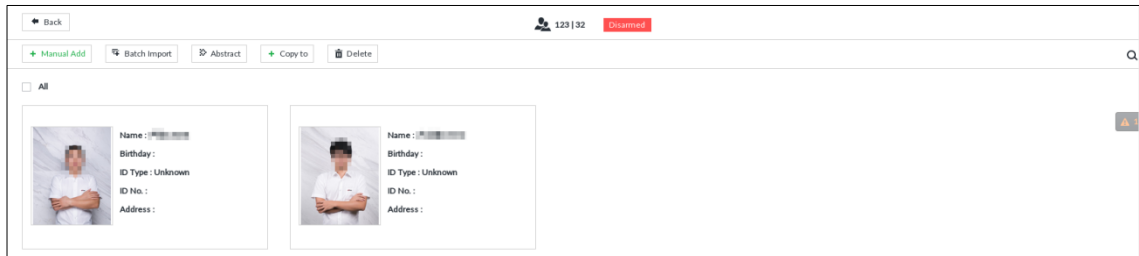 Back
123|32 Disarmed
+ Manual Add Batch Import Abstract + Copy to Delete
All
Name :
Birthday :
ID Type : Unknown
ID No. :
Address :
Name :
Birthday :
ID Type : Unknown
ID No. :
Address :